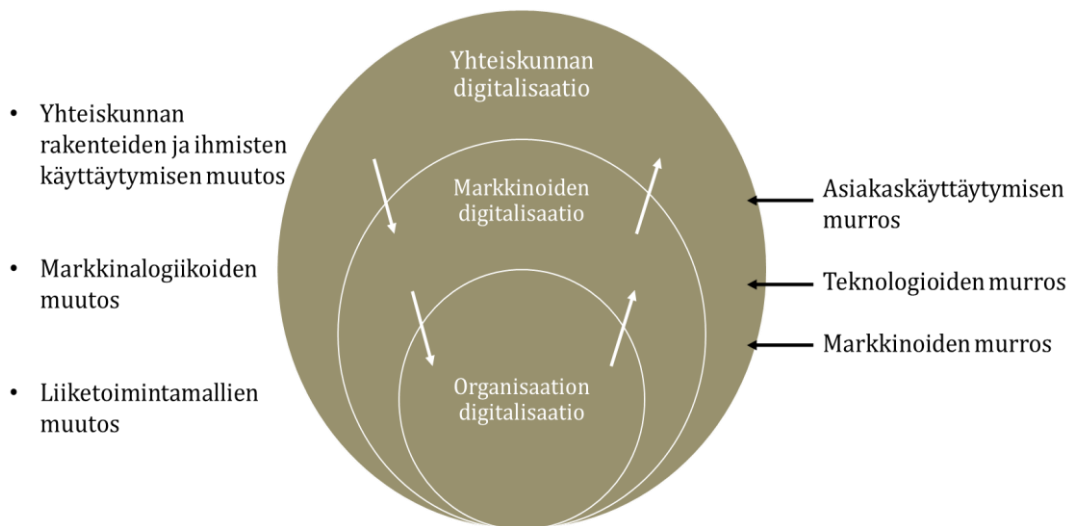 • Yhteiskunnan
rakenteiden ja ihmisten
käyttäytymisen muutos
• Markkinalogiikoiden
muutos
• Liiketoimintamallien
muutos
Yhteiskunnan
digitalisaatio
Markkinoiden
digitalisaatio
Organisaation
digitalisaatio
Asiakaskäyttäytymisen
murros
Teknologioiden murros
Markkinoiden murros